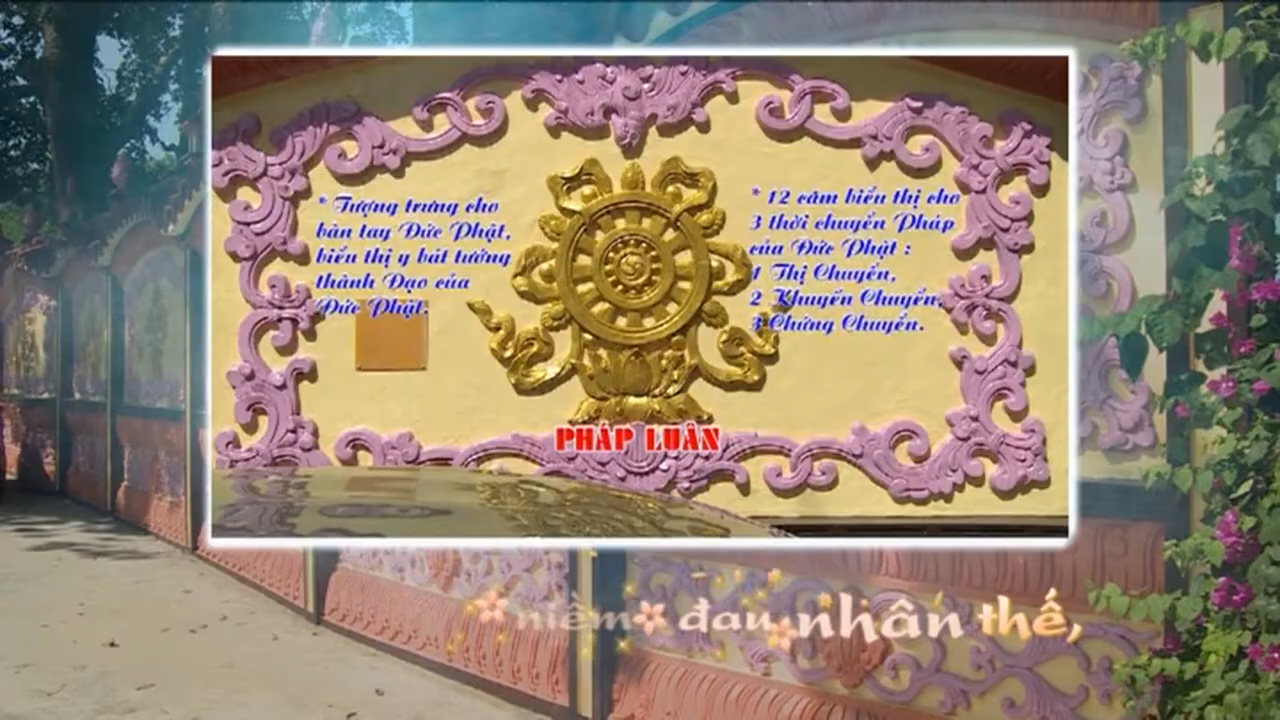 * Tượng trưng cho
bàn tay Đức Phật,
biểu thị y bát tướng
thành Đạo của
Đức Phật.
* 12 căm biểu thị cho
3 thời chuyển Pháp
của Đức Phật :
1 Thị Chuyển,
2 Khuyến Chuyển,
3 Chứng Chuyển.
PHÁP LUÂN
niềm đau nhân thế,